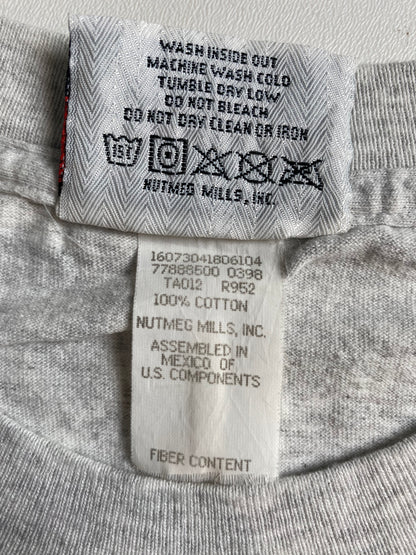 WASH INSIDE OUT
MACHINE WASH COLD
TUMBLE DRY LOW
DO NOT BLEACH
DO NOT DRY CLEAN OR IRON
NUTMEG MILLS, INC.
16073041806104
77888500 0398
TA012 R952
100% COTTON
NUTMEG MILLS, INC.
ASSEMBLED IN
MEXICO OF
U.S. COMPONENTS
FIBER CONTENT